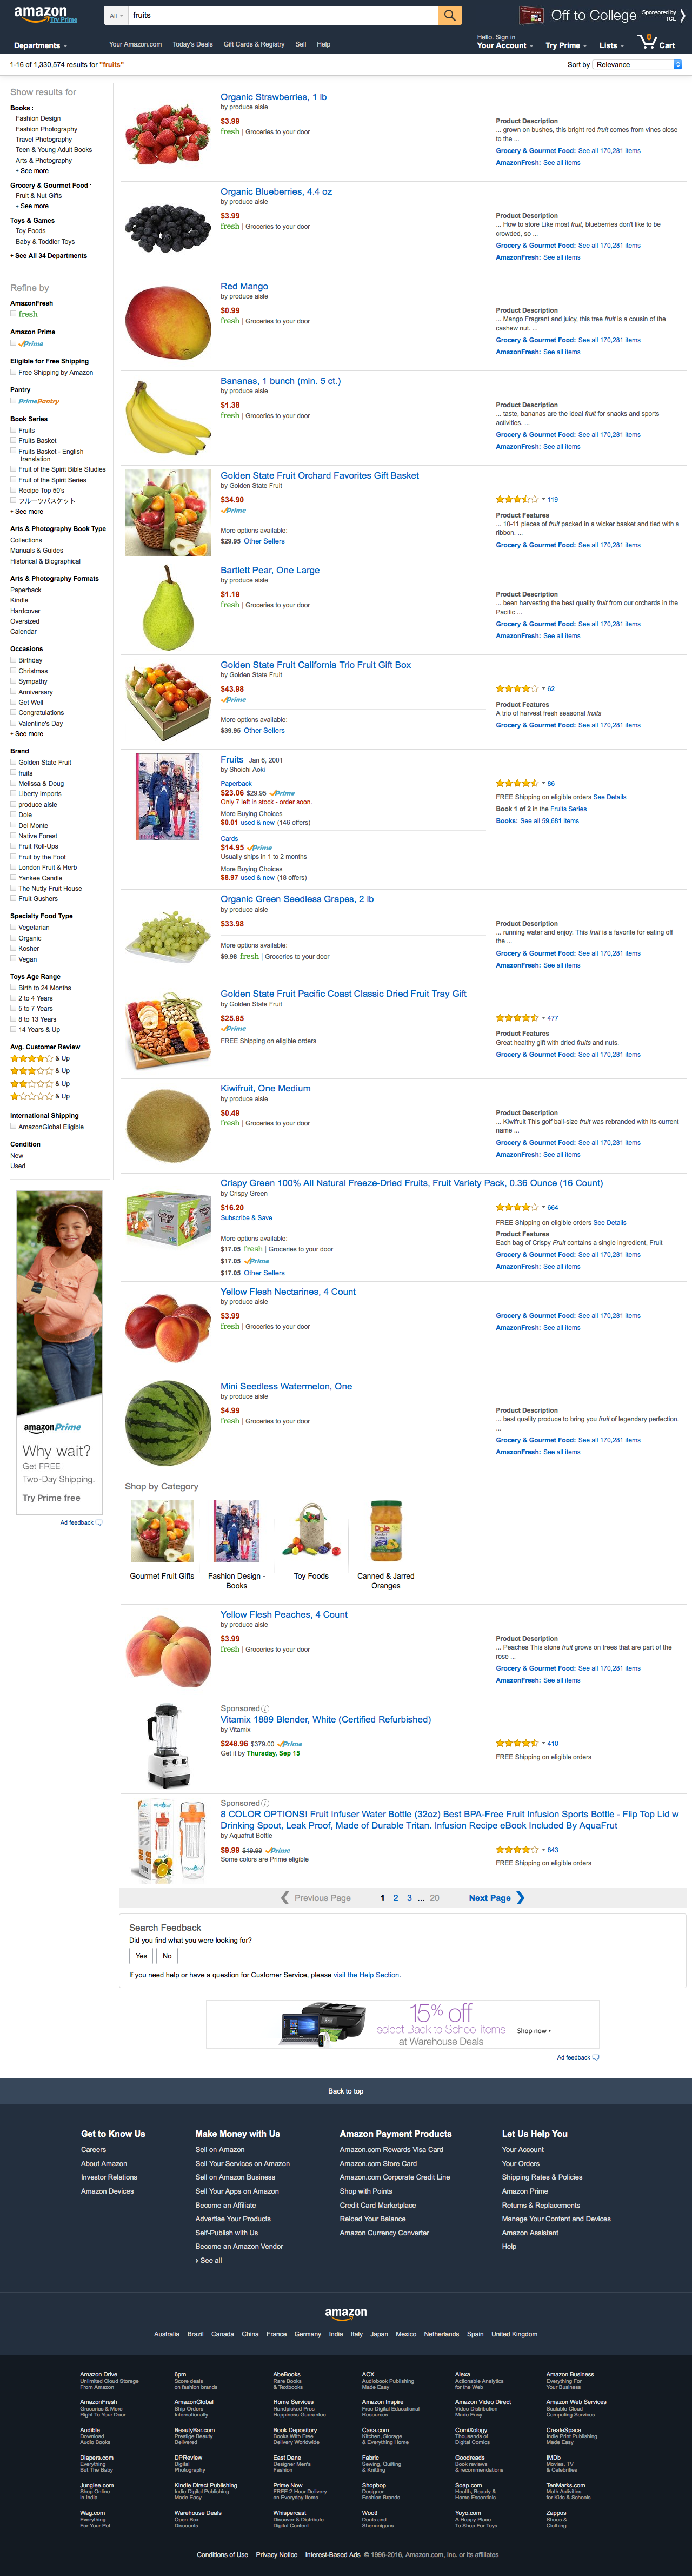 amazon
Try Prime
All
fruits
Off to College
Sponsored by
TCL
Departments
Your Amazon.com
Today's Deals
Gift Cards & Registry
Sell
Help
Hello. Sign in
Your Account
Try Prime
Lists
0
Cart
1-16 of 1,330,574 results for "fruits"
Sort by
Relevance
Show results for
Books
Fashion Design
Fashion Photography
Travel Photography
Teen & Young Adult Books
Arts & Photography
+ See more
Grocery & Gourmet Food
Fruit & Nut Gifts
+ See more
Toys & Games
Toy Foods
Baby & Toddler Toys
+ See All 34 Departments
Refine by
AmazonFresh
fresh
Amazon Prime
Prime
Eligible for Free Shipping
Free Shipping by Amazon
Pantry
PrimePantry
Book Series
Fruits
Fruits Basket
Fruits Basket - English
translation
Fruit of the Spirit Bible Studies
Fruit of the Spirit Series
Recipe Top 50's
フルーツバスケット
+ See more
Arts & Photography Book Type
Collections
Manuals & Guides
Historical & Biographical
Arts & Photography Formats
Paperback
Kindle
Hardcover
Oversized
Calendar
Occasions
Birthday
Christmas
Sympathy
Anniversary
Get Well
Congratulations
Valentine's Day
+ See more
Brand
Golden State Fruit
fruits
Melissa & Doug
Liberty Imports
produce aisle
Dole
Del Monte
Native Forest
Fruit Roll-Ups
Fruit by the Foot
London Fruit & Herb
Yankee Candle
The Nutty Fruit House
Fruit Gushers
Specialty Food Type
Vegetarian
Organic
Kosher
Vegan
Toys Age Range
Birth to 24 Months
2 to 4 Years
5 to 7 Years
8 to 13 Years
14 Years & Up
Avg. Customer Review
& Up
& Up
& Up
& Up
International Shipping
AmazonGlobal Eligible
Condition
New
Used
amazonPrime
Why wait?
Get FREE
Two-Day Shipping.
Try Prime free
Ad feedback
Organic Strawberries, 1 lb
by produce aisle
$3.99
fresh | Groceries to your door
Product Description
... grown on bushes, this bright red fruit comes from vines close
to the ...
Grocery & Gourmet Food: See all 170,281 items
AmazonFresh: See all items
Organic Blueberries, 4.4 oz
by produce aisle
$3.99
fresh | Groceries to your door
Product Description
... How to store Like most fruit, blueberries don't like to be
crowded, so ...
Grocery & Gourmet Food: See all 170,281 items
AmazonFresh: See all items
Red Mango
by produce aisle
$0.99
fresh | Groceries to your door
Product Description
... Mango Fragrant and juicy, this tree fruit is a cousin of the
cashew nut. ...
Grocery & Gourmet Food: See all 170,281 items
AmazonFresh: See all items
Bananas, 1 bunch (min. 5 ct.)
by produce aisle
$1.38
fresh | Groceries to your door
Product Description
... taste, bananas are the ideal fruit for snacks and sports
activities. ...
Grocery & Gourmet Food: See all 170,281 items
AmazonFresh: See all items
Golden State Fruit Orchard Favorites Gift Basket
by Golden State Fruit
$34.90
Prime
More options available:
$29.95 Other Sellers
119
Product Features
... 10-11 pieces of fruit packed in a wicker basket and tied with a
ribbon. ...
Grocery & Gourmet Food: See all 170,281 items
Bartlett Pear, One Large
by produce aisle
$1.19
fresh | Groceries to your door
Product Description
... been harvesting the best quality fruit from our orchards in the
Pacific ...
Grocery & Gourmet Food: See all 170,281 items
AmazonFresh: See all items
Golden State Fruit California Trio Fruit Gift Box
by Golden State Fruit
$43.98
Prime
More options available:
$39.95 Other Sellers
62
Product Features
A trio of harvest fresh seasonal fruits
Grocery & Gourmet Food: See all 170,281 items
Fruits Jan 6, 2001
by Shoichi Aoki
Paperback
$23.06 $29.95 Prime
Only 7 left in stock - order soon.
More Buying Choices
$0.01 used & new (146 offers)
Cards
$14.95 Prime
Usually ships in 1 to 2 months
More Buying Choices
$8.97 used & new (18 offers)
86
FREE Shipping on eligible orders See Details
Book 1 of 2 in the Fruits Series
Books: See all 59,681 items
Organic Green Seedless Grapes, 2 lb
by produce aisle
$33.98
More options available:
$9.98 fresh | Groceries to your door
Product Description
... running water and enjoy. This fruit is a favorite for eating off
the ...
Grocery & Gourmet Food: See all 170,281 items
AmazonFresh: See all items
Golden State Fruit Pacific Coast Classic Dried Fruit Tray Gift
by Golden State Fruit
$25.95
Prime
FREE Shipping on eligible orders
477
Product Features
Great healthy gift with dried fruits and nuts.
Grocery & Gourmet Food: See all 170,281 items
Kiwifruit, One Medium
by produce aisle
$0.49
fresh | Groceries to your door
Product Description
... Kiwifruit This golf ball-size fruit was rebranded with its current
name ...
Grocery & Gourmet Food: See all 170,281 items
AmazonFresh: See all items
Crispy Green 100% All Natural Freeze-Dried Fruits, Fruit Variety Pack, 0.36 Ounce (16 Count)
by Crispy Green
$16.20
Subscribe & Save
More options available:
$17.05 fresh | Groceries to your door
$17.05 Prime
$17.05 Other Sellers
664
FREE Shipping on eligible orders See Details
Product Features
Each bag of Crispy Fruit contains a single ingredient, Fruit
Grocery & Gourmet Food: See all 170,281 items
AmazonFresh: See all items
crispy
fruit
Yellow Flesh Nectarines, 4 Count
by produce aisle
$3.99
fresh | Groceries to your door
Grocery & Gourmet Food: See all 170,281 items
AmazonFresh: See all items
Mini Seedless Watermelon, One
by produce aisle
$4.99
fresh | Groceries to your door
Product Description
... best quality produce to bring you fruit of legendary perfection.
...
Grocery & Gourmet Food: See all 170,281 items
AmazonFresh: See all items
Shop by Category
Dole
Gourmet Fruit Gifts
Fashion Design -
Books
Toy Foods
Canned & Jarred
Oranges
Yellow Flesh Peaches, 4 Count
by produce aisle
$3.99
fresh | Groceries to your door
Product Description
... Peaches This stone fruit grows on trees that are part of the
rose ...
Grocery & Gourmet Food: See all 170,281 items
AmazonFresh: See all items
Sponsored
Vitamix 1889 Blender, White (Certified Refurbished)
by Vitamix
$248.96 $379.00 Prime
Get it by Thursday, Sep 15
410
FREE Shipping on eligible orders
Sponsored
8 COLOR OPTIONS! Fruit Infuser Water Bottle (32oz) Best BPA-Free Fruit Infusion Sports Bottle - Flip Top Lid w
Drinking Spout, Leak Proof, Made of Durable Tritan. Infusion Recipe eBook Included By AquaFrut
by Aquafrut Bottle
$9.99 $19.99 Prime
Some colors are Prime eligible
843
FREE Shipping on eligible orders
Previous Page
1 2 3 ... 20
Next Page
Search Feedback
Did you find what you were looking for?
Yes
No
If you need help or have a question for Customer Service, please visit the Help Section.
15% off
select Back to School items
at Warehouse Deals
Shop now
Ad feedback
Back to top
Get to Know Us
Careers
About Amazon
Investor Relations
Amazon Devices
Make Money with Us
Sell on Amazon
Sell Your Services on Amazon
Sell on Amazon Business
Sell Your Apps on Amazon
Become an Affiliate
Advertise Your Products
Self-Publish with Us
Become an Amazon Vendor
› See all
Amazon Payment Products
Amazon.com Rewards Visa Card
Amazon.com Store Card
Amazon.com Corporate Credit Line
Shop with Points
Credit Card Marketplace
Reload Your Balance
Amazon Currency Converter
Let Us Help You
Your Account
Your Orders
Shipping Rates & Policies
Amazon Prime
Returns & Replacements
Manage Your Content and Devices
Amazon Assistant
Help
amazon
Australia Brazil Canada China France Germany India Italy Japan Mexico Netherlands Spain United Kingdom
Amazon Drive
Unlimited Cloud Storage
From Amazon
6pm
Score deals
on fashion brands
AbeBooks
Rare Books
& Textbooks
ACX
Audiobook Publishing
Made Easy
Alexa
Actionable Analytics
for the Web
Amazon Business
Everything For
Your Business
AmazonFresh
Groceries & More
Right To Your Door
AmazonGlobal
Ship Orders
Internationally
Home Services
Handpicked Pros
Happiness Guarantee
Amazon Inspire
Free Digital Educational
Resources
Amazon Video Direct
Video Distribution
Made Easy
Amazon Web Services
Scalable Cloud
Computing Services
Audible
Download
Audio Books
BeautyBar.com
Prestige Beauty
Delivered
Book Depository
Books With Free
Delivery Worldwide
Casa.com
Kitchen, Storage
& Everything Home
ComiXology
Thousands of
Digital Comics
CreateSpace
Indie Print Publishing
Made Easy
Diapers.com
Everything
But The Baby
DPReview
Digital
Photography
East Dane
Designer Men's
Fashion
Fabric
Sewing, Quilting
& Knitting
Goodreads
Book reviews
& recommendations
IMDb
Movies, TV
& Celebrities
Junglee.com
Shop Online
in India
Kindle Direct Publishing
Indie Digital Publishing
Made Easy
Prime Now
FREE 2-Hour Delivery
on Everyday Items
Shopbop
Designer
Fashion Brands
Soap.com
Health, Beauty &
Home Essentials
TenMarks.com
Math Activities
for Kids & Schools
Wag.com
Everything
For Your Pet
Warehouse Deals
Open-Box
Discounts
Whispercast
Discover & Distribute
Digital Content
Woot!
Deals and
Shenanigans
Yoyo.com
A Happy Place
To Shop For Toys
Zappos
Shoes &
Clothing
Conditions of Use Privacy Notice Interest-Based Ads © 1996-2016, Amazon.com, Inc. or its affiliates